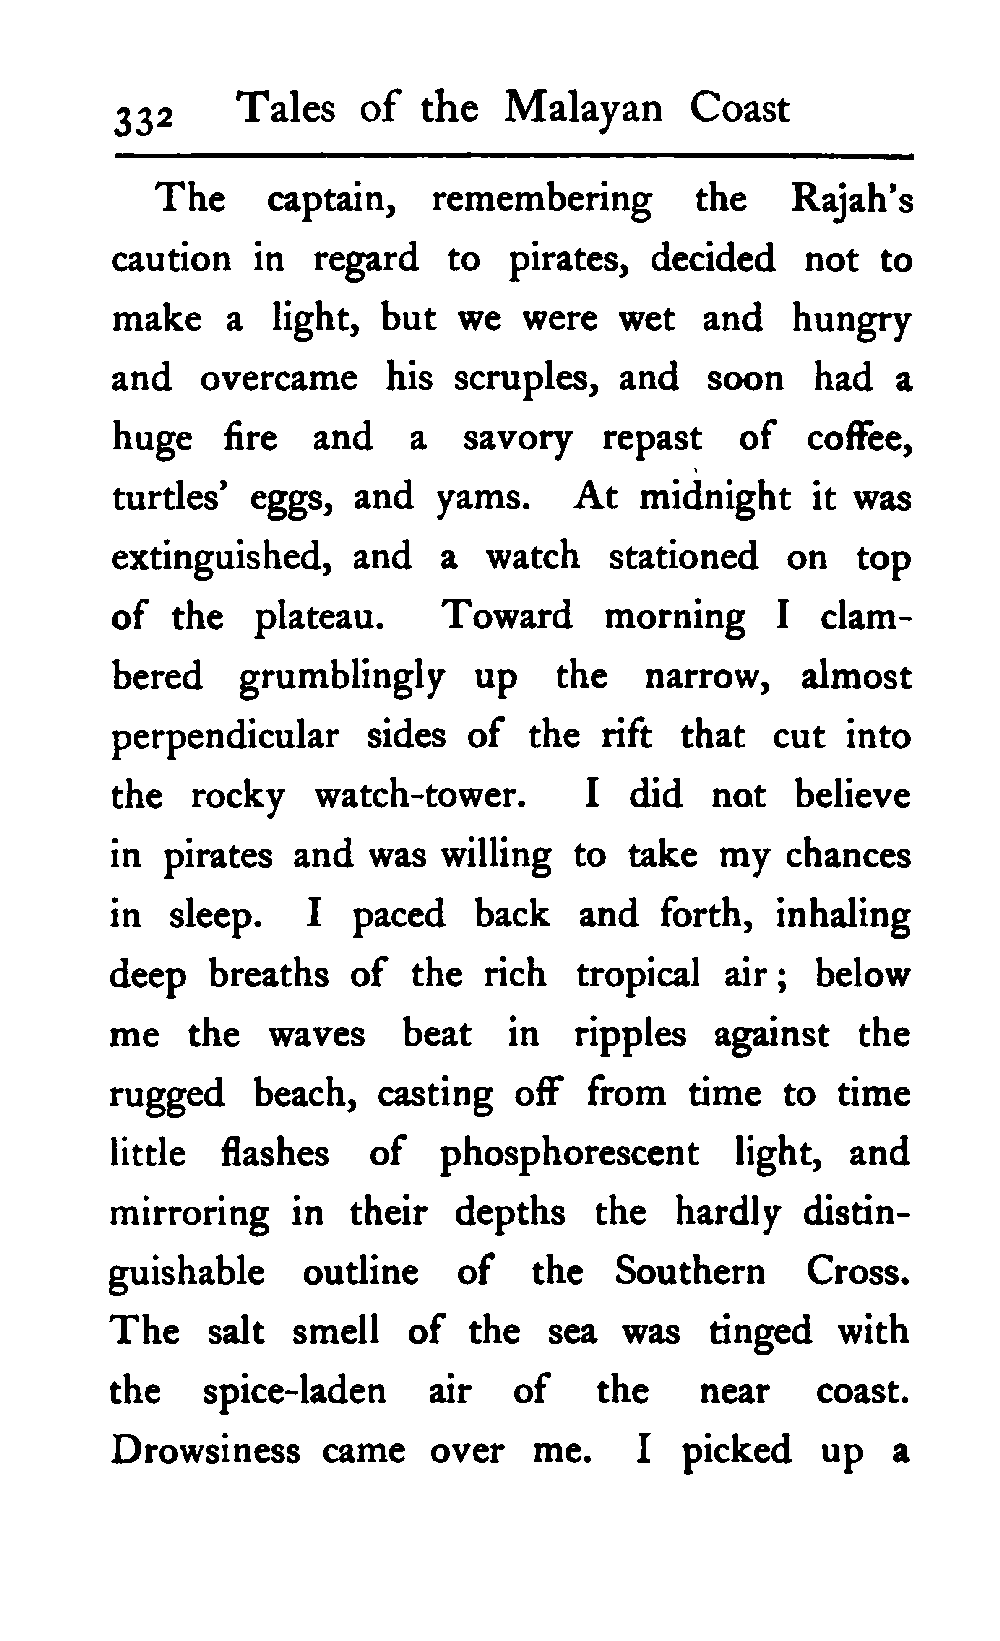 332 Tales of the Malayan Coast
The captain, remembering the Rajah's
caution in regard to pirates, decided not to
make a light, but we were wet and hungry
and overcame his scruples, and soon had a
huge fire and a savory repast of coffee,
turtles' eggs, and yams. At midnight it was
extinguished, and a watch stationed on top
of the plateau. Toward morning I clam-
bered grumblingly up the narrow, almost
perpendicular sides of the rift that cut into
the rocky watch-tower. I did not believe
in pirates and was willing to take my chances
in sleep. I paced back and forth, inhaling
deep breaths of the rich tropical air; below
me the waves beat in ripples against the
rugged beach, casting off from time to time
little flashes of phosphorescent light, and
mirroring in their depths the hardly distin-
guishable outline of the Southern Cross.
The salt smell of the sea was tinged with
the spice-laden air of the near coast.
Drowsiness came over me. I picked up a